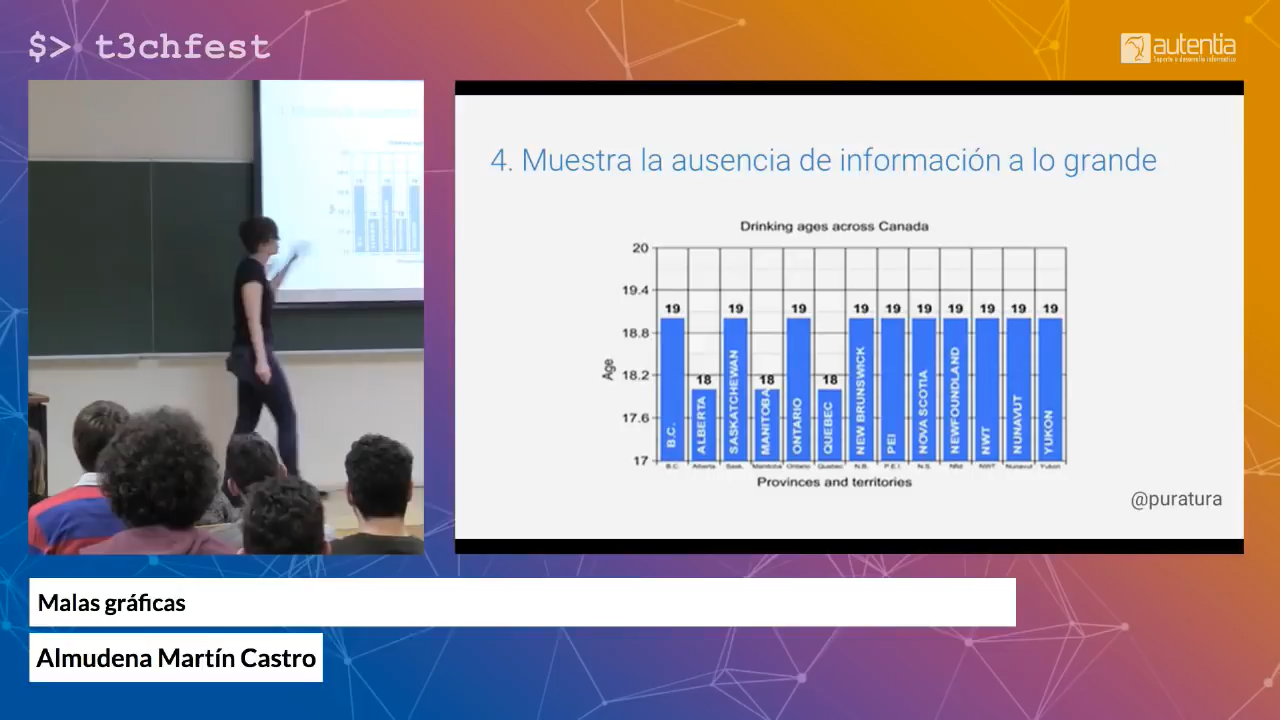 $> t3chfest
autentia
Soporte a desarrollo informático
4. Muestra la ausencia de información a lo grande
Drinking ages across Canada
20
19.4
18.8
18.2
17.6
17
Age
19
18
19
18
19
18
19
19
19
19
19
19
19
B.C.
ALBERTA
SASKATCHEWAN
MANITOBA
ONTARIO
QUEBEC
NEW BRUNSWICK
PEI
NOVA SCOTIA
NEWFOUNDLAND
NWT
NUNAVUT
YUKON
B.C.
Alberta
Sask.
Manitoba
Ontario
Quebec
N.B.
P.E.I.
N.S.
Nfld
NWT
Nunavut
Yukon
Provinces and territories
@puratura
Malas gráficas
Almudena Martín Castro